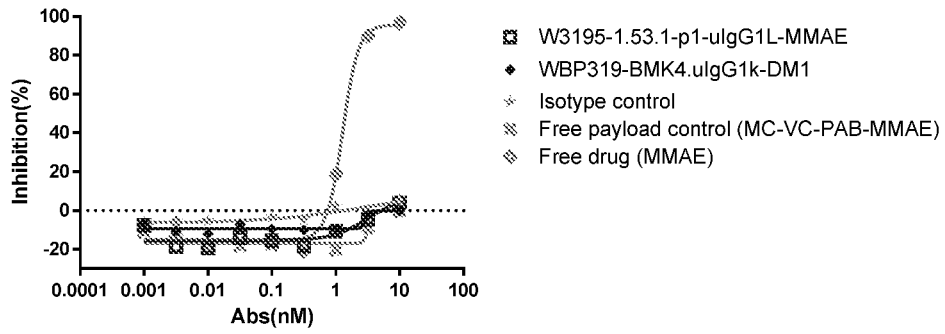 100
80
60
40
20
0
-20
Inhibition(%)
0.0001 0.001 0.01 0.1 1 10 100
Abs(nM)
W3195-1.53.1-p1-uIgG1L-MMAE
WBP319-BMK4.uIgG1k-DM1
Isotype control
Free payload control (MC-VC-PAB-MMAE)
Free drug (MMAE)